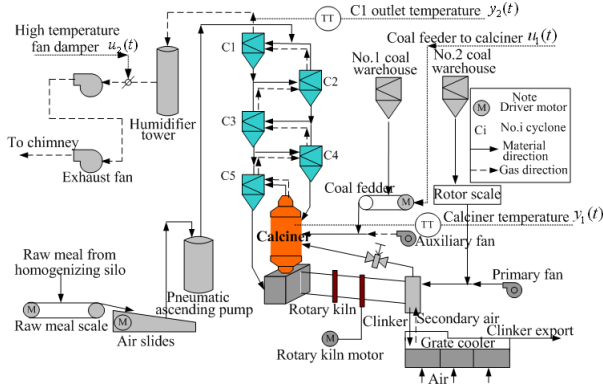 C1 outlet temperature y₂(t)
TT
High temperature
fan damper u₂(t)
Coal feeder to calciner u₁(t)
No.1 coal
warehouse
No.2 coal
warehouse
Note
M Driver motor
Ci No.i cyclone
Material
direction
Gas direction
C1
C2
C3
C4
C5
Humidifier
tower
To chimney
Exhaust fan
Coal fedder
M
Rotor scale
Calciner temperature y₁(t)
TT
Calciner
Auxiliary fan
Raw meal from
homogenizing silo
Pneumatic
ascending pump
Primary fan
Rotary kiln
Secondary air
Clinker
Clinker export
M
Raw meal scale
M
M
Air slides
Rotary kiln motor
M
Grate cooler
Air